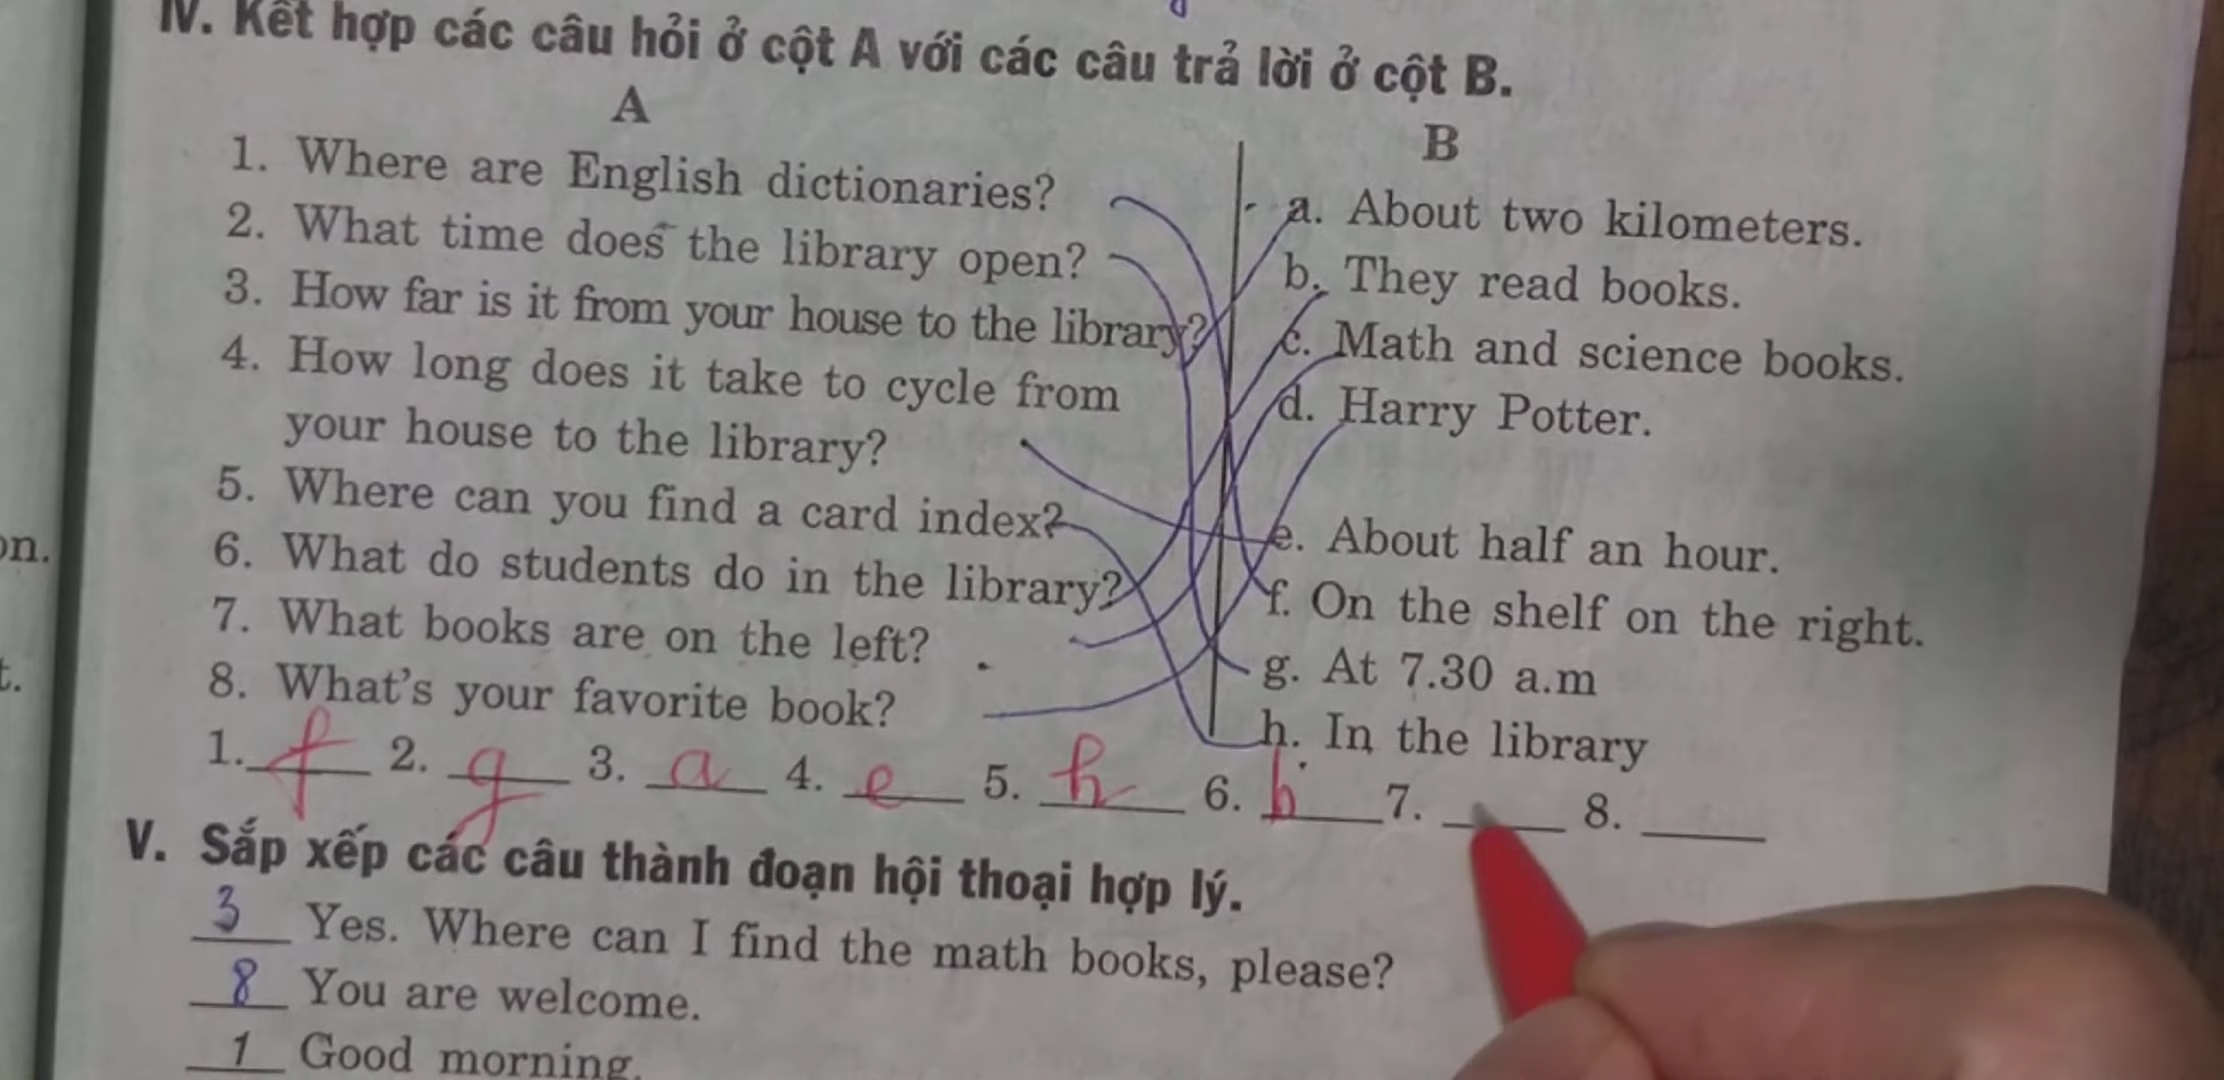 IV. Kết hợp các câu hỏi ở cột A với các câu trả lời ở cột B.
A
1. Where are English dictionaries?
2. What time does the library open?
3. How far is it from your house to the library?
4. How long does it take to cycle from
your house to the library?
5. Where can you find a card index?
6. What do students do in the library?
7. What books are on the left?
8. What's your favorite book?
B
a. About two kilometers.
b. They read books.
c. Math and science books.
d. Harry Potter.
e. About half an hour.
f. On the shelf on the right.
g. At 7.30 a.m
h. In the library
1. f 2. g 3. a 4. e 5. h 6. b 7. 8.
V. Sắp xếp các câu thành đoạn hội thoại hợp lý.
3 Yes. Where can I find the math books, please?
8 You are welcome.
1 Good morning.
on.
t.